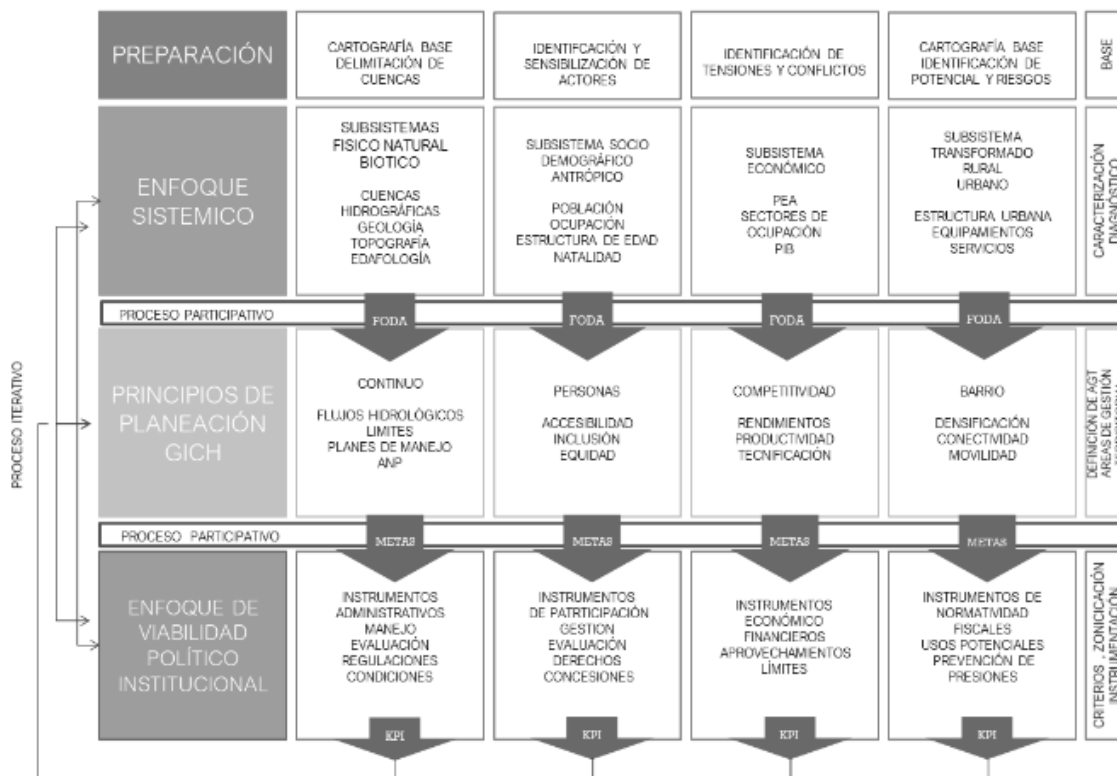 PREPARACIÓN
CARTOGRAFÍA BASE
DELIMITACIÓN DE
CUENCAS
IDENTIFCACIÓN Y
SENSIBILIZACIÓN DE
ACTORES
IDENTIFICACIÓN DE
TENSIONES Y CONFLICTOS
CARTOGRAFÍA BASE
IDENTIFICACIÓN DE
POTENCIAL Y RIESGOS
BASE
ENFOQUE
SISTEMICO
SUBSISTEMAS
FISICO NATURAL
BIOTICO
CUENCAS
HIDROGRÁFICAS
GEOLOGÍA
TOPOGRAFÍA
EDAFOLOGÍA
SUBSISTEMA SOCIO
DEMOGRÁFICO
ANTRÓPICO
POBLACIÓN
OCUPACIÓN
ESTRUCTURA DE EDAD
NATALIDAD
SUBSISTEMA
ECONÓMICO
PEA
SECTORES DE
OCUPACIÓN
PIB
SUBSISTEMA
TRANSFORMADO
RURAL
URBANO
ESTRUCTURA URBANA
EQUIPAMIENTOS
SERVICIOS
CARACTERIZACIÓN
DIAGNOSTICO
PROCESO PARTICIPATIVO
FODA
FODA
FODA
FODA
PROCESO ITERATIVO
PRINCIPIOS DE
PLANEACIÓN
GICH
CONTINUO
FLUJOS HIDROLÓGICOS
LIMITES
PLANES DE MANEJO
ANP
PERSONAS
ACCESIBILIDAD
INCLUSIÓN
EQUIDAD
COMPETITIVIDAD
RENDIMIENTOS
PRODUCTIVIDAD
TECNIFICACIÓN
BARRIO
DENSIFICACIÓN
CONECTIVIDAD
MOVILIDAD
DEFINICIÓN DE AGT
AREAS DE GESTIÓN
PROCESO PARTICIPATIVO
METAS
METAS
METAS
METAS
ENFOQUE DE
VIABILIDAD
POLÍTICO
INSTITUCIONAL
INSTRUMENTOS
ADMINISTRATIVOS
MANEJO
EVALUACIÓN
REGULACIONES
CONDICIONES
INSTRUMENTOS
DE PATRTICIPACIÓN
GESTION
EVALUACIÓN
DERECHOS
CONCESIONES
INSTRUMENTOS
ECONÓMICO
FINANCIEROS
APROVECHAMIENTOS
LÍMITES
INSTRUMENTOS DE
NORMATIVIDAD
FISCALES
USOS POTENCIALES
PREVENCIÓN DE
PRESIONES
CRITERIOS , ZONICICACIÓN
INSTRUMENTACIÓN
KPI
KPI
KPI
KPI